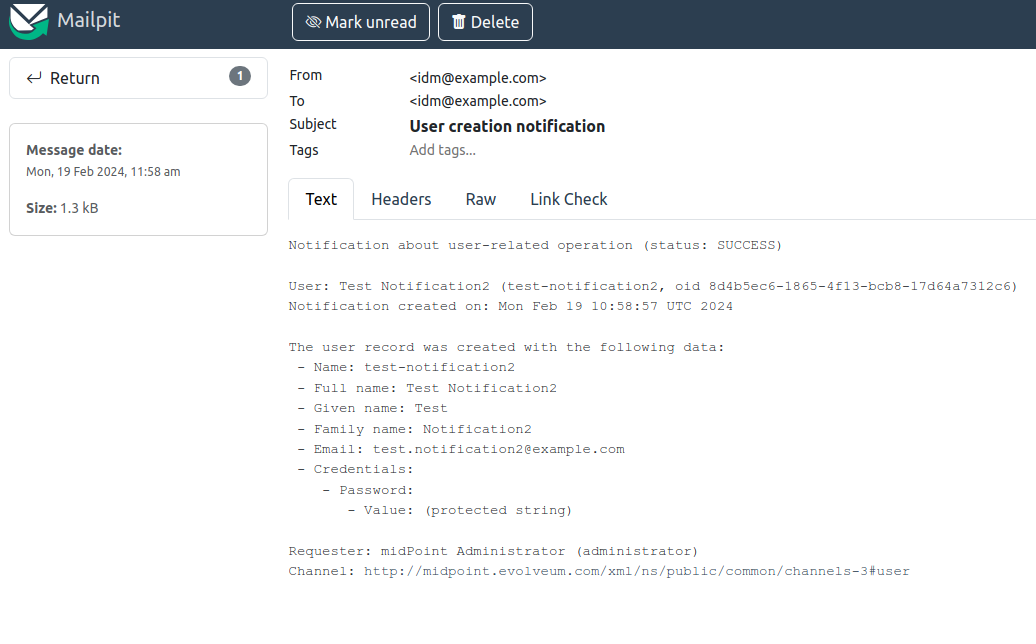 Mailpit
Mark unread
Delete
Return 1
Message date:
Mon, 19 Feb 2024, 11:58 am
Size: 1.3 kB
From <idm@example.com>
To <idm@example.com>
Subject User creation notification
Tags Add tags...
Text Headers Raw Link Check
Notification about user-related operation (status: SUCCESS)
User: Test Notification2 (test-notification2, oid 8d4b5ec6-1865-4f13-bcb8-17d64a7312c6)
Notification created on: Mon Feb 19 10:58:57 UTC 2024
The user record was created with the following data:
- Name: test-notification2
- Full name: Test Notification2
- Given name: Test
- Family name: Notification2
- Email: test.notification2@example.com
- Credentials:
- Password:
- Value: (protected string)
Requester: midPoint Administrator (administrator)
Channel: http://midpoint.evolveum.com/xml/ns/public/common/channels-3#user